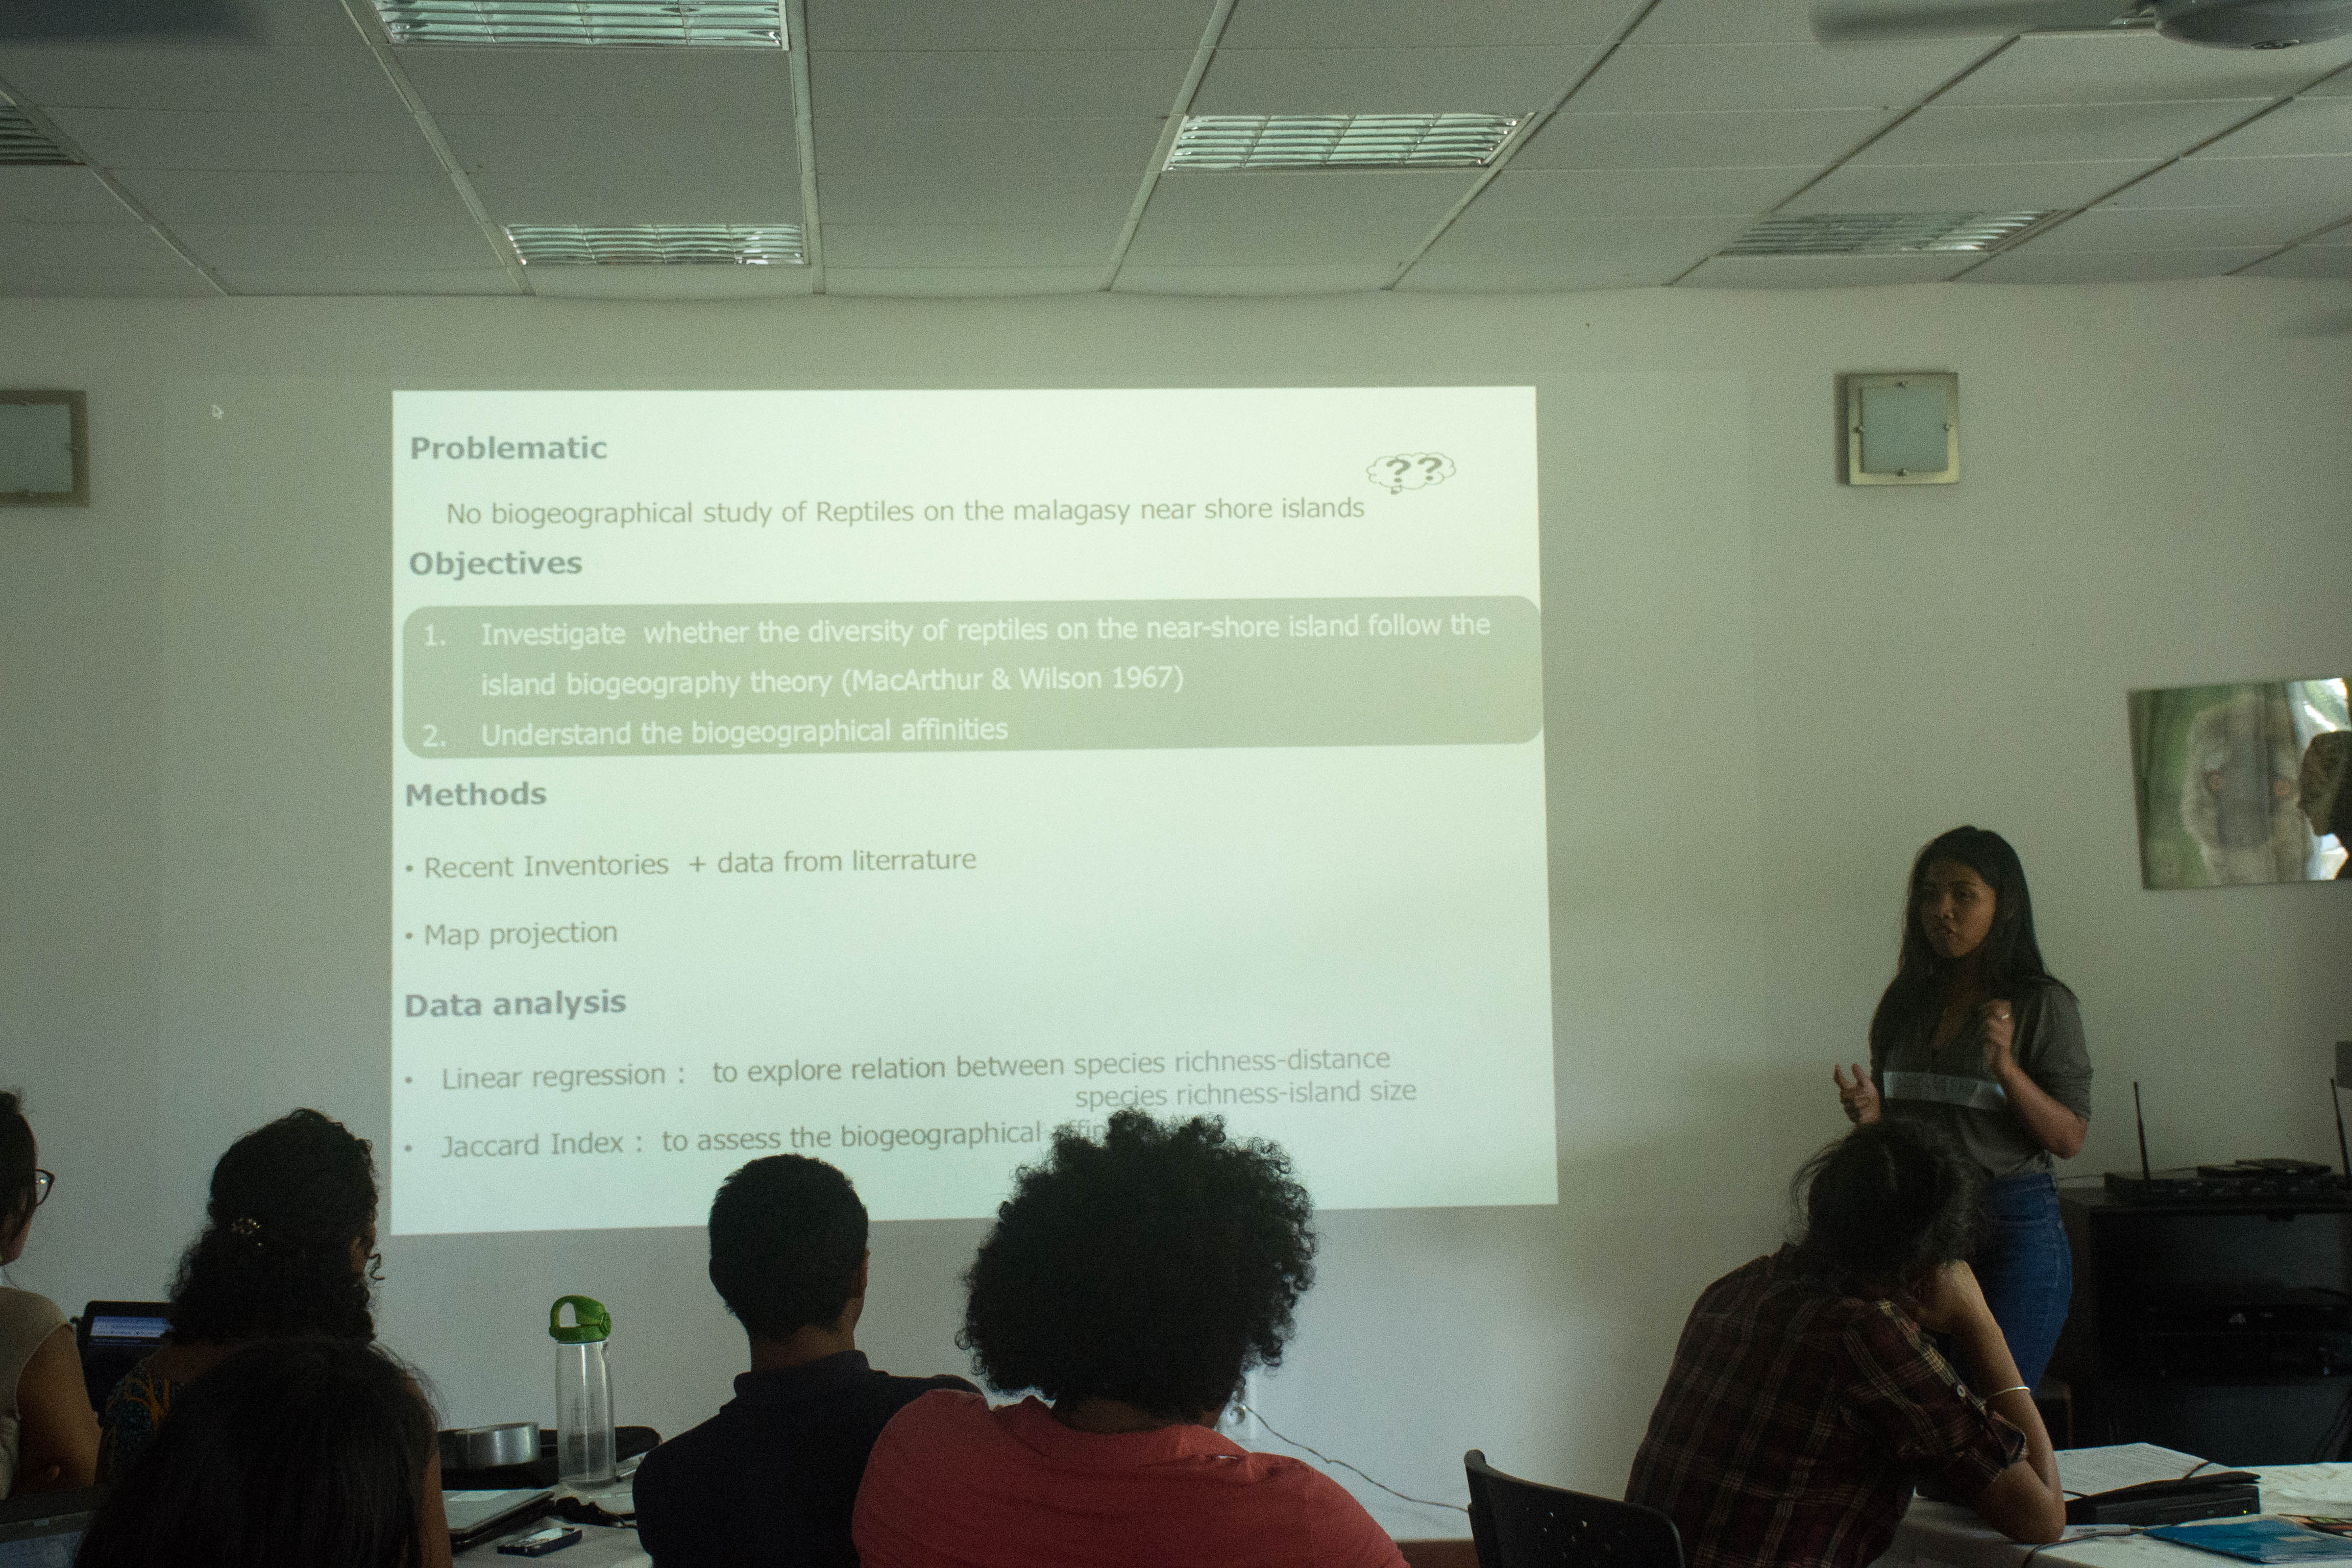 Problematic
??
No biogeographical study of Reptiles on the malagasy near shore islands
Objectives
1. Investigate whether the diversity of reptiles on the near-shore island follow the
island biogeography theory (MacArthur & Wilson 1967)
2. Understand the biogeographical affinities
Methods
• Recent Inventories + data from literrature
• Map projection
Data analysis
• Linear regression : to explore relation between species richness-distance
species richness-island size
• Jaccard Index : to assess the biogeographical